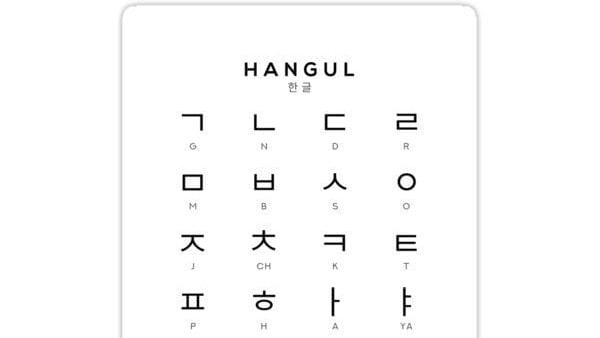 HANGUL
한글
ㄱ ㄴ ㄷ ㄹ
G N D R
ㅁ ㅂ ㅅ ㅇ
M B S O
ㅈ ㅊ ㅋ ㅌ
J CH K T
ㅍ ㅎ ㅏ ㅑ
P H A YA